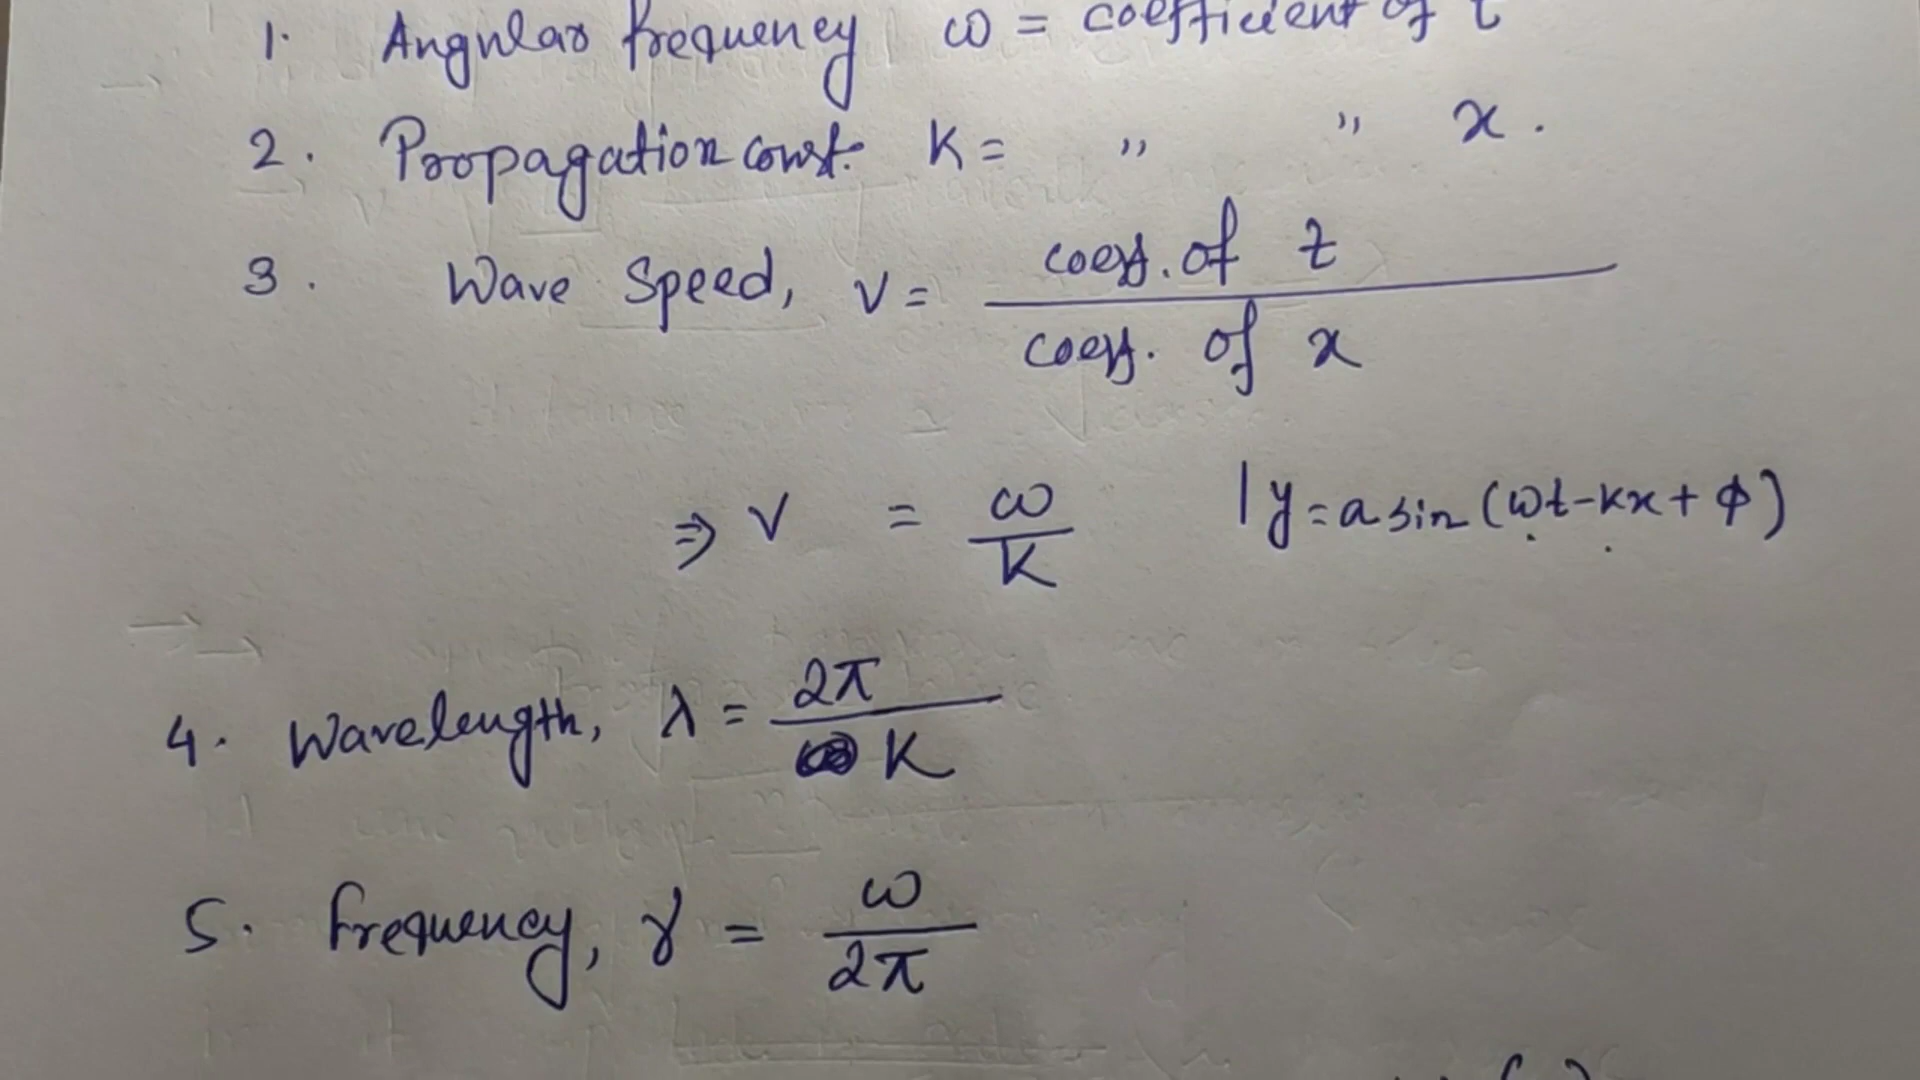 1. Angular frequency ω = coefficient of t
2. Propagation const. K = " " x.
3. Wave Speed, v = coeff. of t / coeff. of x
⇒ v = ω / K | y = a sin (ωt - kx + φ)
4. Wavelength, λ = 2π / K
5. frequency, γ = ω / 2π